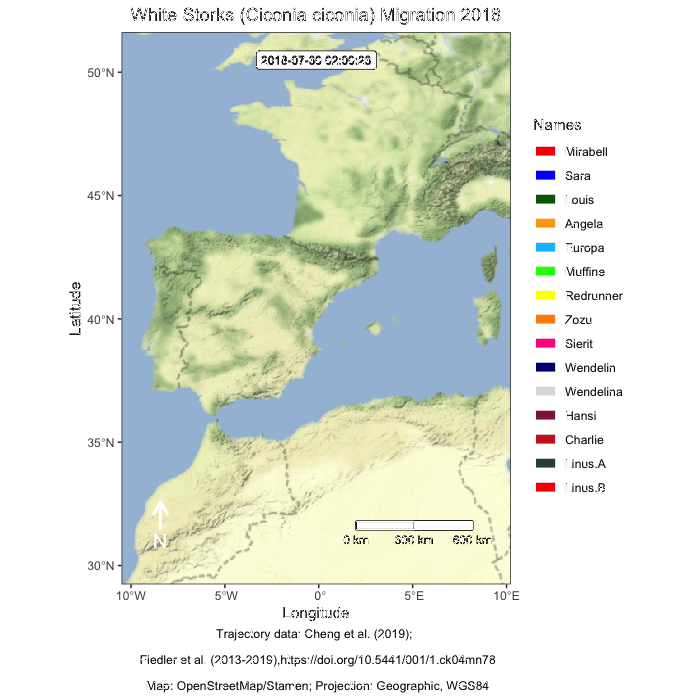 White Storks (Ciconia ciconia) Migration 2018
50°N
2018-07-30 02:00:23
Names
Mirabell
Sara
Louis
45°N
Angela
Europa
Muffine
Redrunner
Latitude
40°N
Zozu
Sierit
Wendelin
Wendelina
Hansi
35°N
Charlie
Linus.A
Linus.B
N
0 km 300 km 600 km
30°N
10°W 5°W 0° 5°E 10°E
Longitude
Trajectory data: Cheng et al. (2019);
Fiedler et al. (2013-2019),https://doi.org/10.5441/001/1.ck04mn78
Map: OpenStreetMap/Stamen; Projection: Geographic, WGS84